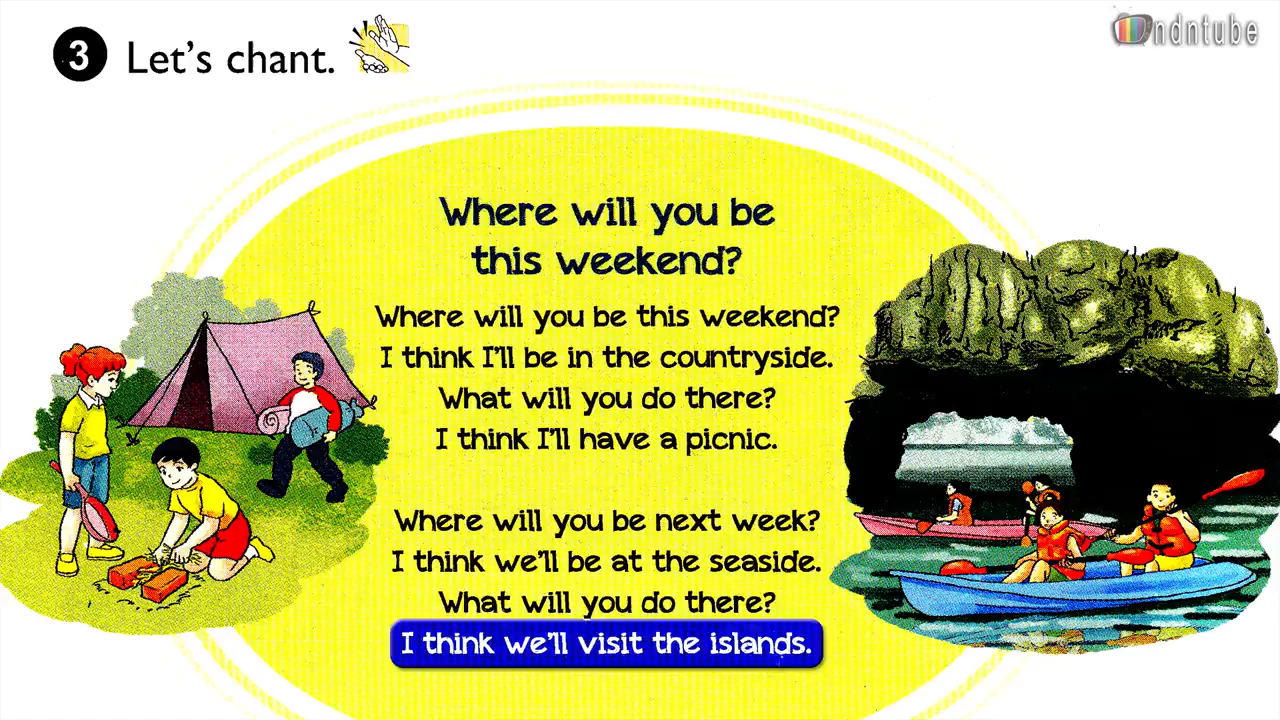 3 Let's chant.
ndntube
Where will you be
this weekend?
Where will you be this weekend?
I think I'll be in the countryside.
What will you do there?
I think I'll have a picnic.
Where will you be next week?
I think we'll be at the seaside.
What will you do there?
I think we'll visit the islands.